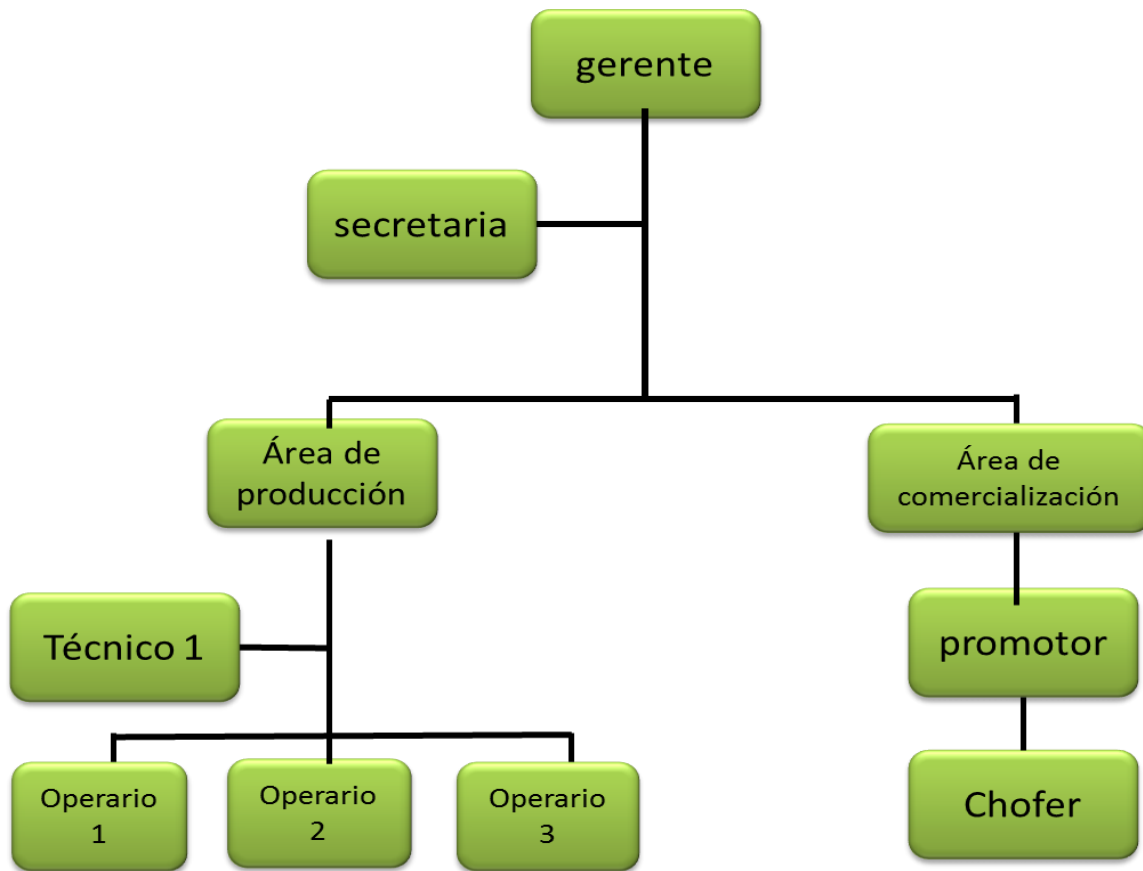 gerente
secretaria
Área de
producción
Área de
comercialización
Técnico 1
promotor
Operario
1
Operario
2
Operario
3
Chofer